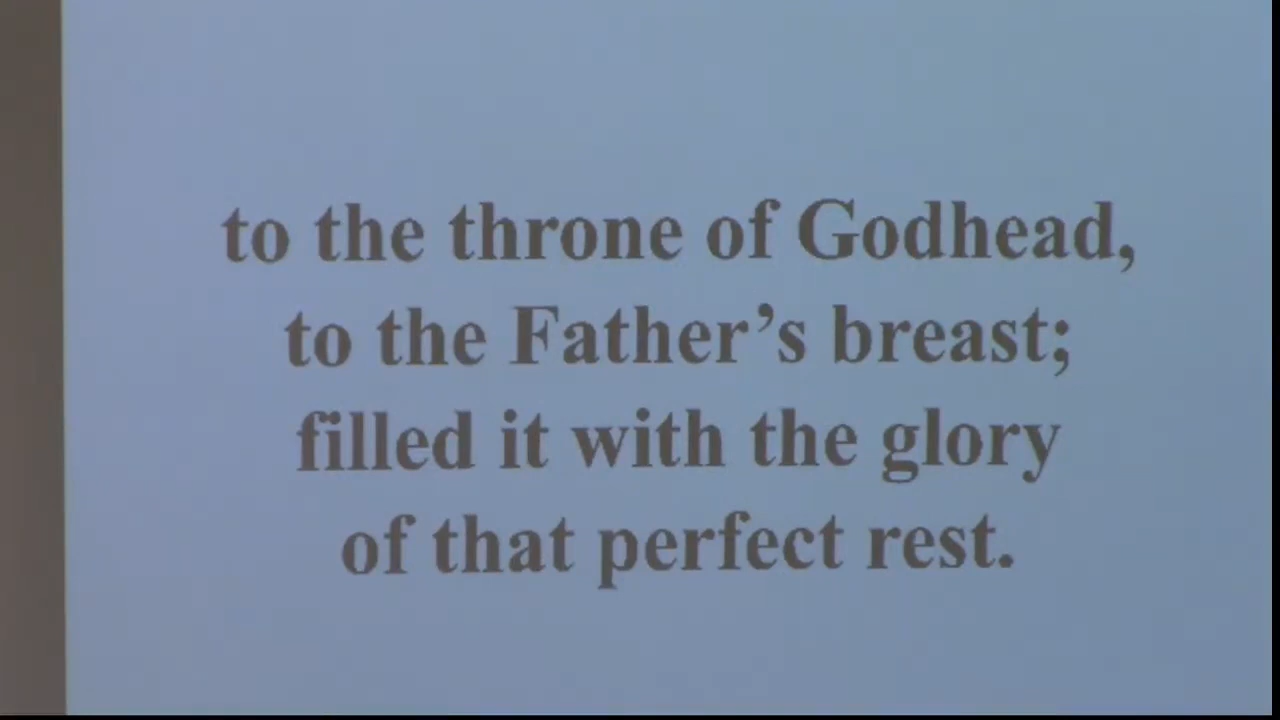 to the throne of Godhead,
to the Father’s breast;
filled it with the glory
of that perfect rest.